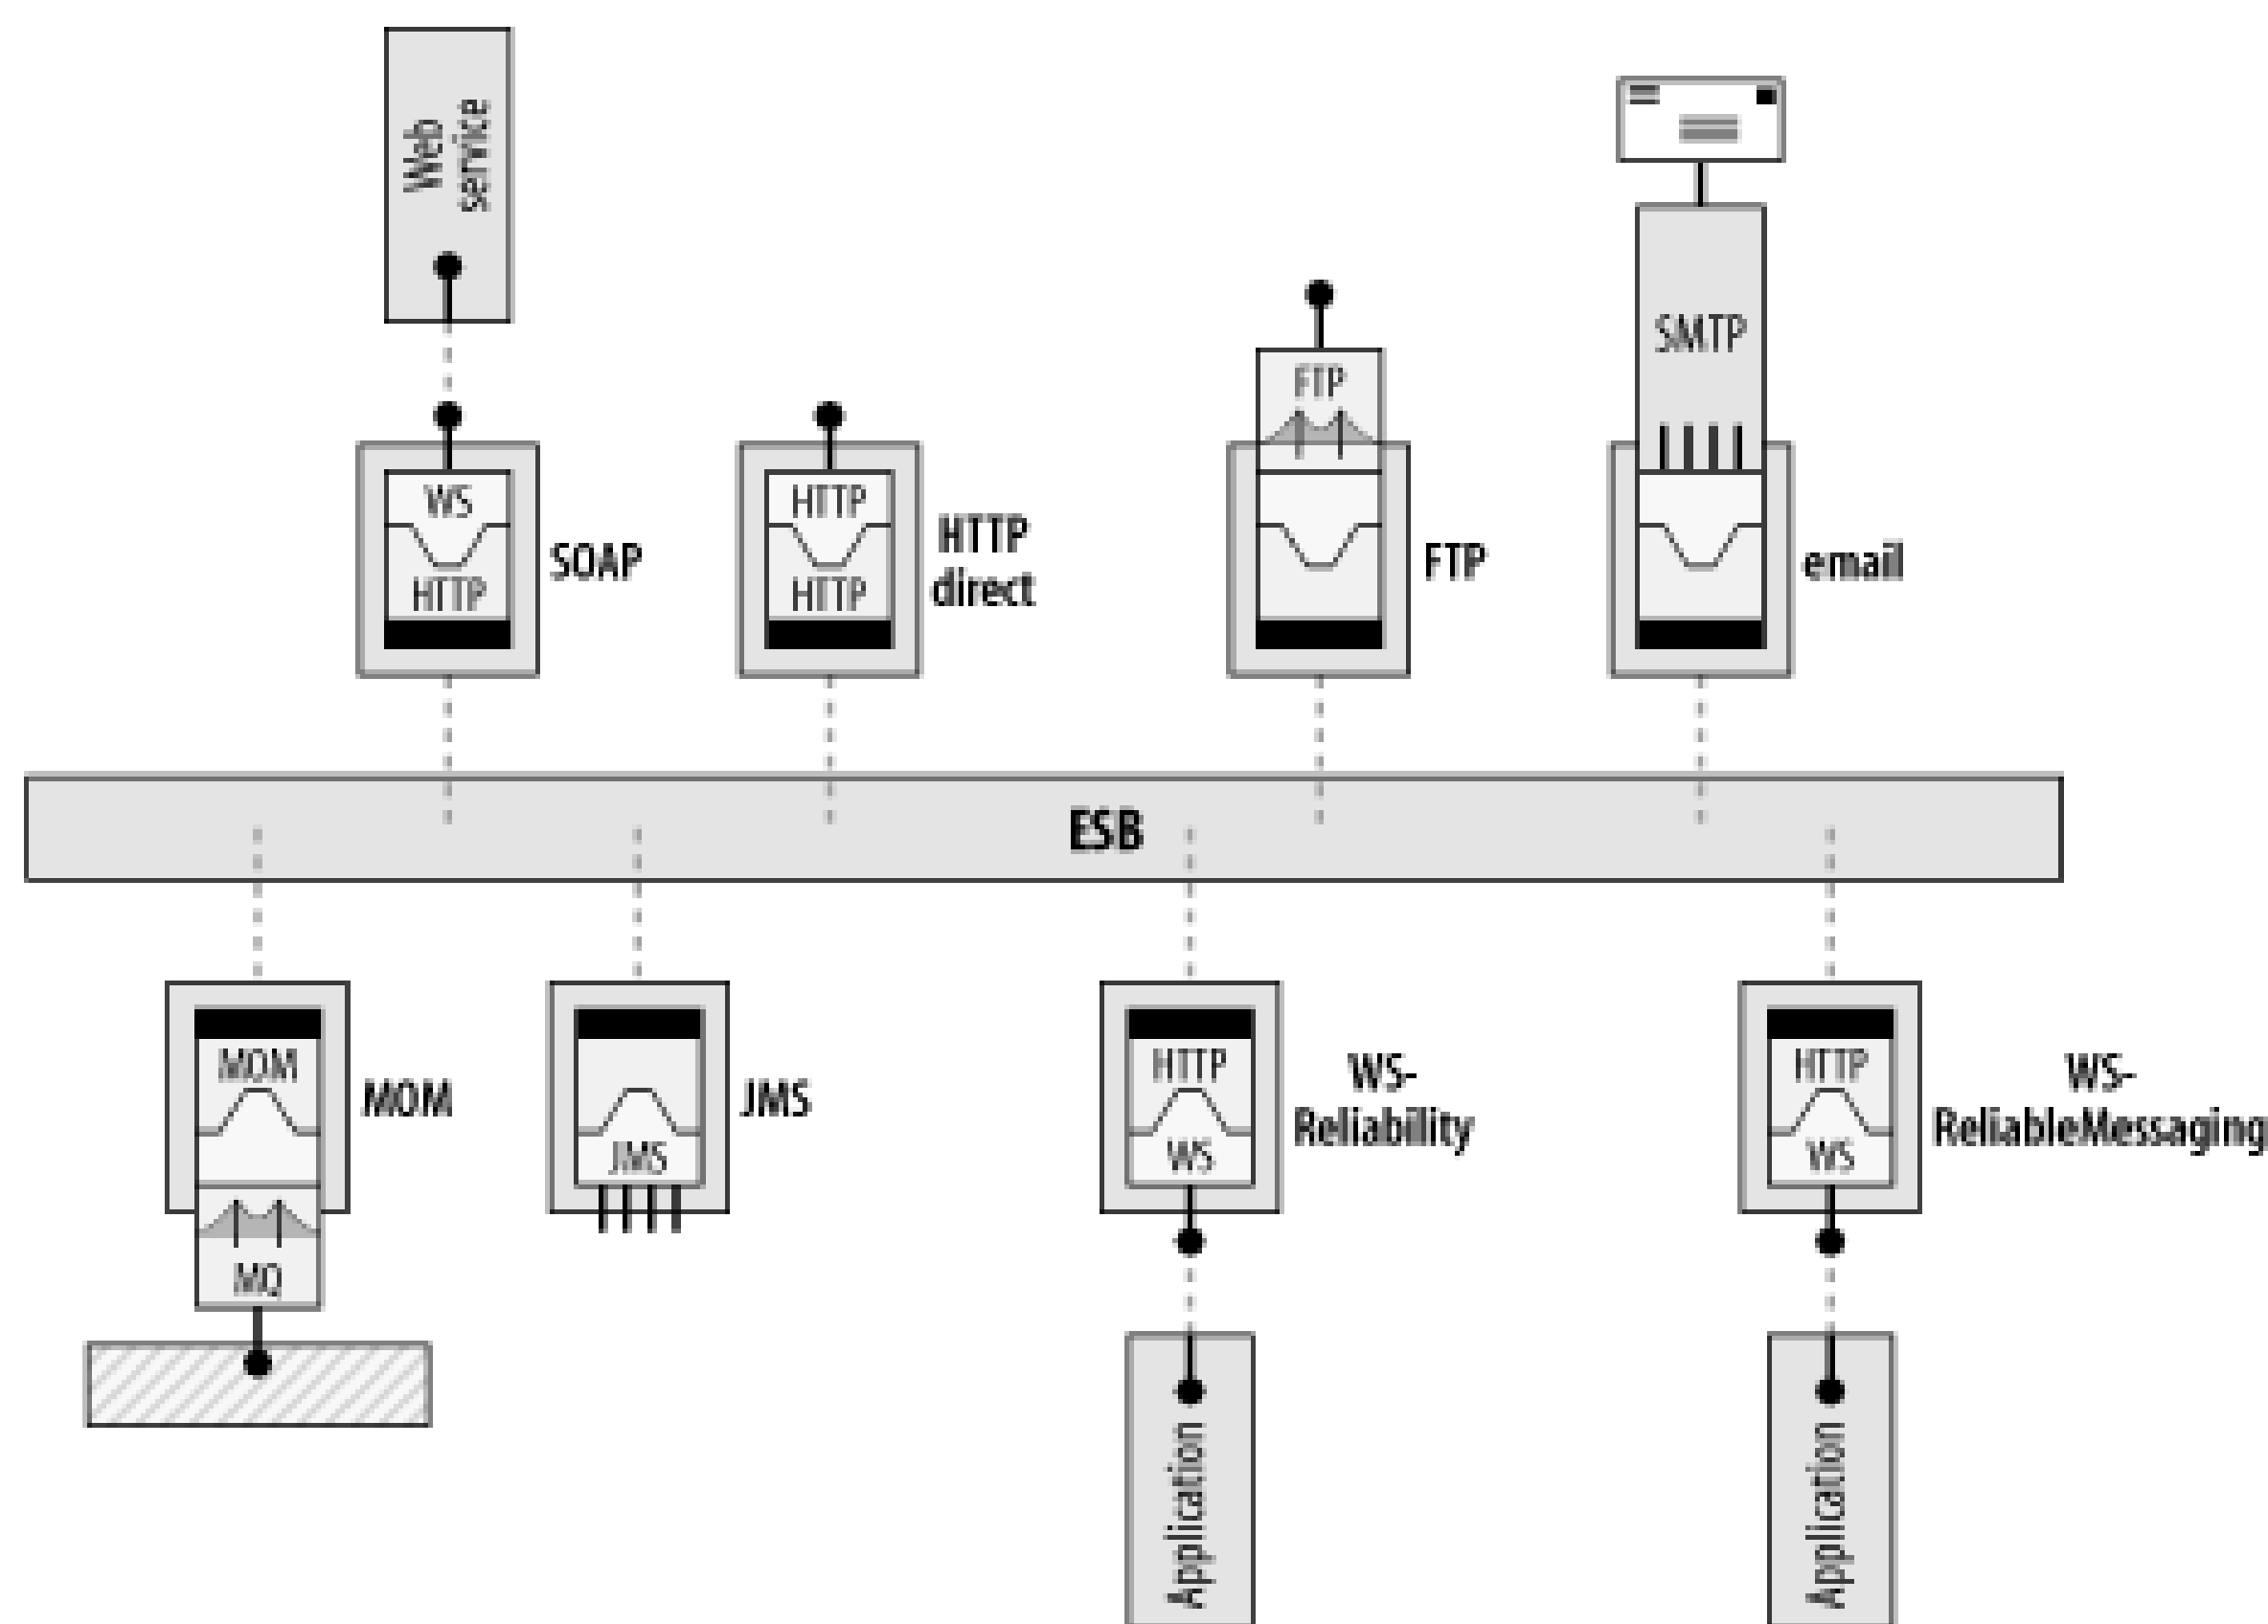 Web
service
SMTP
FTP
WS
HTTP
SOAP
HTTP
HTTP
HTTP
direct
FTP
email
ESB
MOM
MOM
MQ
JMS
JMS
HTTP
WS
WS-
Reliability
HTTP
WS
WS-
ReliableMessaging
Application
Application